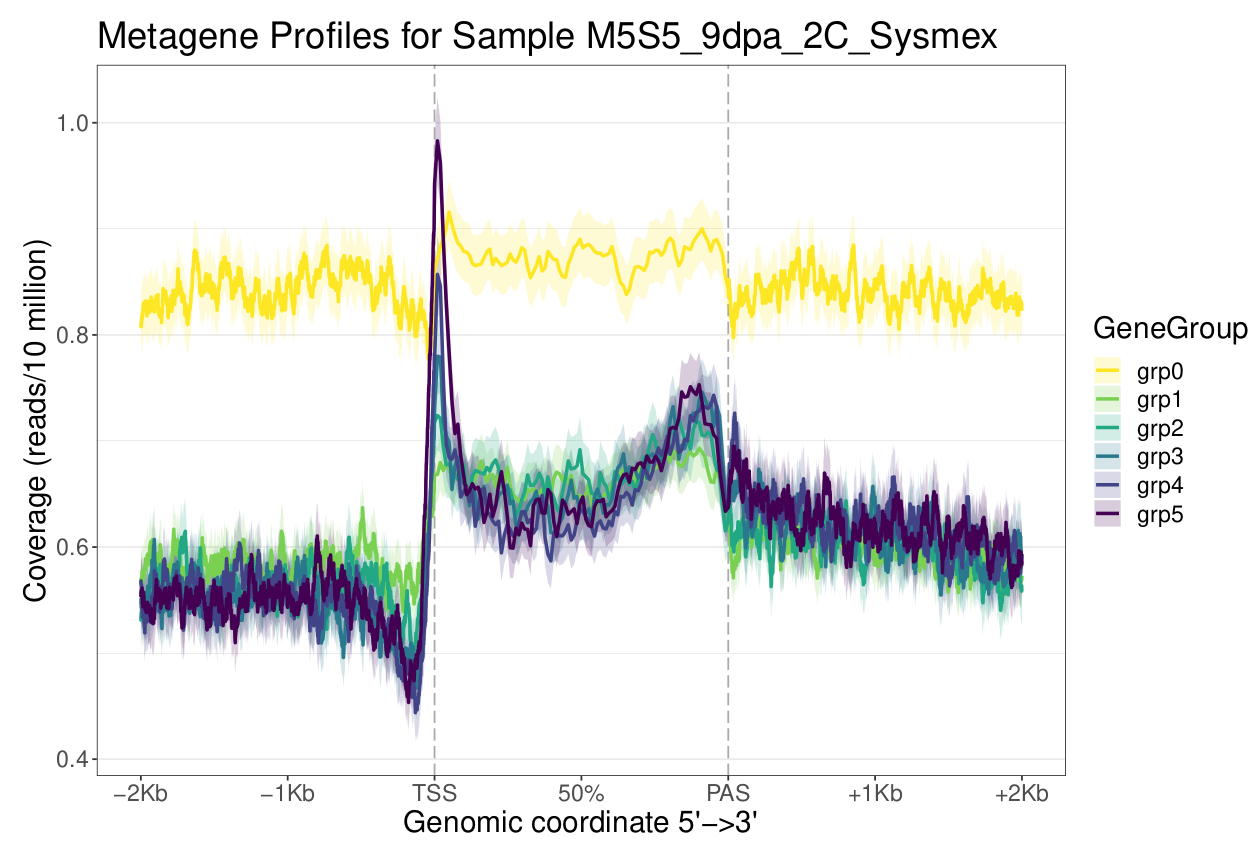 Metagene Profiles for Sample M5S5_9dpa_2C_Sysmex
Coverage (reads/10 million)
1.0
0.8
0.6
0.4
−2Kb
−1Kb
TSS
50%
PAS
+1Kb
+2Kb
Genomic coordinate 5'−>3'
GeneGroup
grp0
grp1
grp2
grp3
grp4
grp5